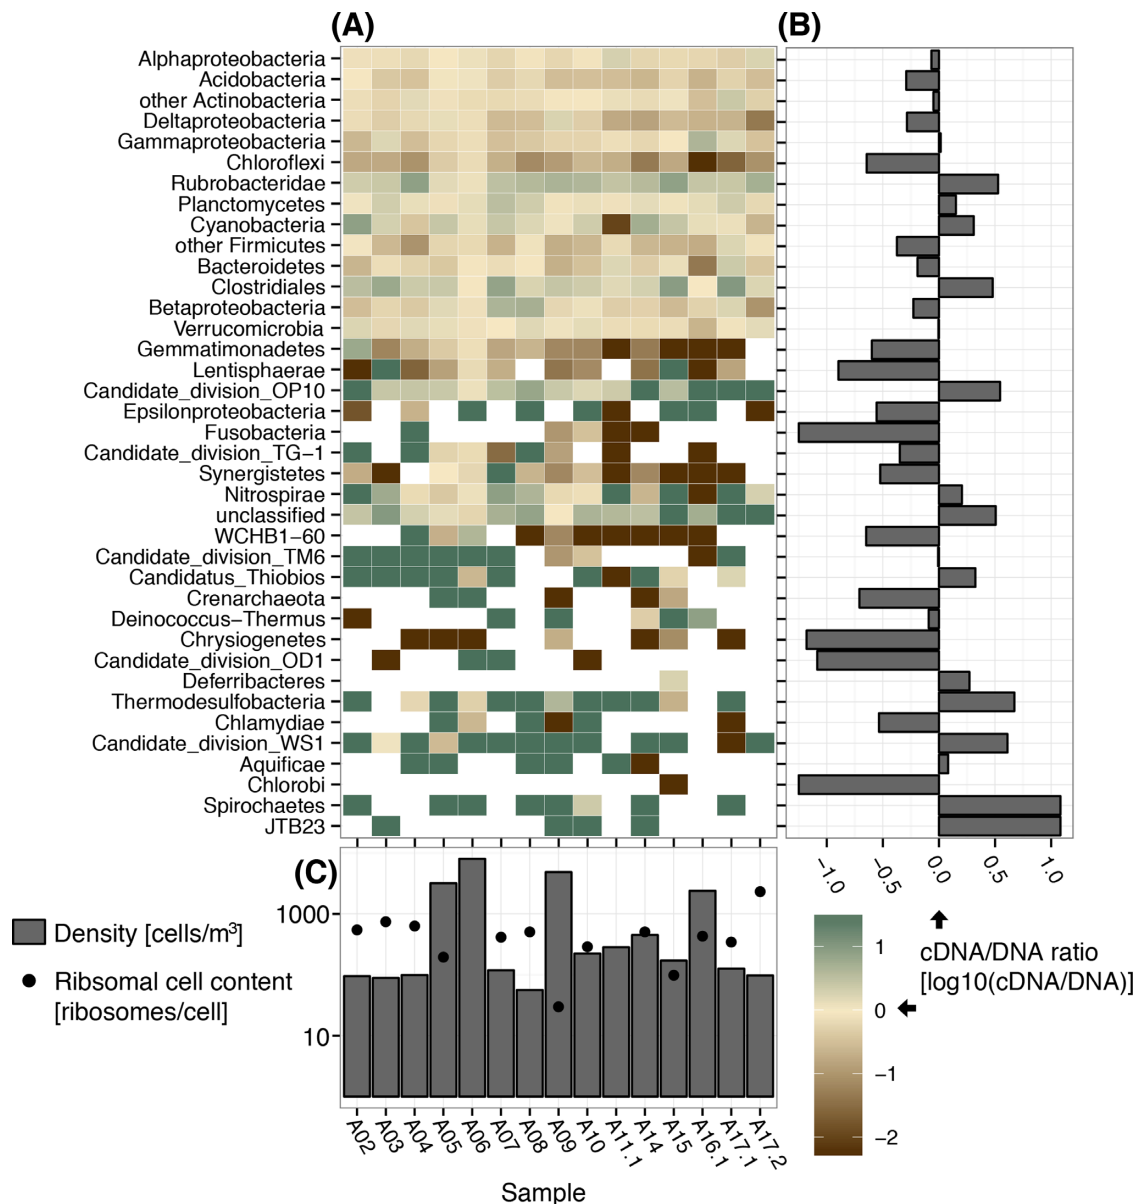 (A)
(B)
Alphaproteobacteria
Acidobacteria
other Actinobacteria
Deltaproteobacteria
Gammaproteobacteria
Chloroflexi
Rubrobacteridae
Planctomycetes
Cyanobacteria
other Firmicutes
Bacteroidetes
Clostridiales
Betaproteobacteria
Verrucomicrobia
Gemmatimonadetes
Lentisphaerae
Candidate_division_OP10
Epsilonproteobacteria
Fusobacteria
Candidate_division_TG−1
Synergistetes
Nitrospirae
unclassified
WCHB1−60
Candidate_division_TM6
Candidatus_Thiobios
Crenarchaeota
Deinococcus−Thermus
Chrysiogenetes
Candidate_division_OD1
Deferribacteres
Thermodesulfobacteria
Chlamydiae
Candidate_division_WS1
Aquificae
Chlorobi
Spirochaetes
JTB23
−1.0
−0.5
0.0
0.5
1.0
(C)
1000
10
Density [cells/m³]
Ribsomal cell content
[ribosomes/cell]
A02
A03
A04
A05
A06
A07
A08
A09
A10
A11.1
A14
A15
A16.1
A17.1
A17.2
Sample
1
0
−1
−2
cDNA/DNA ratio
[log10(cDNA/DNA)]